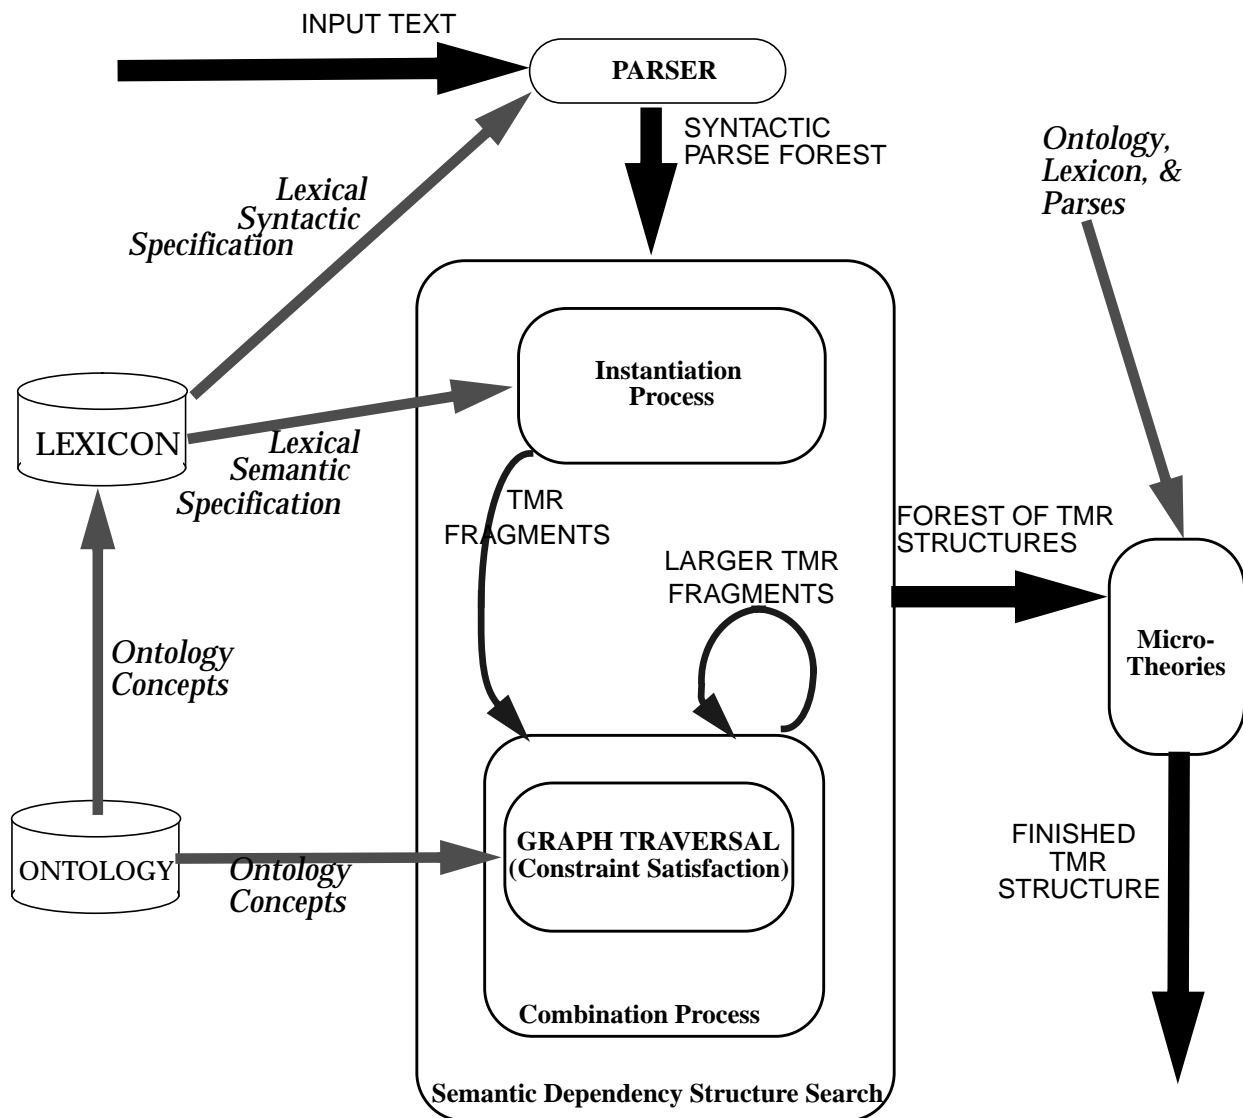 INPUT TEXT
PARSER
SYNTACTIC
PARSE FOREST
Ontology,
Lexicon, &
Parses
Lexical
Syntactic
Specification
Instantiation
Process
LEXICON
Lexical
Semantic
Specification
TMR
FRAGMENTS
LARGER TMR
FRAGMENTS
FOREST OF TMR
STRUCTURES
Micro-
Theories
Ontology
Concepts
GRAPH TRAVERSAL
(Constraint Satisfaction)
ONTOLOGY
Ontology
Concepts
FINISHED
TMR
STRUCTURE
Combination Process
Semantic Dependency Structure Search